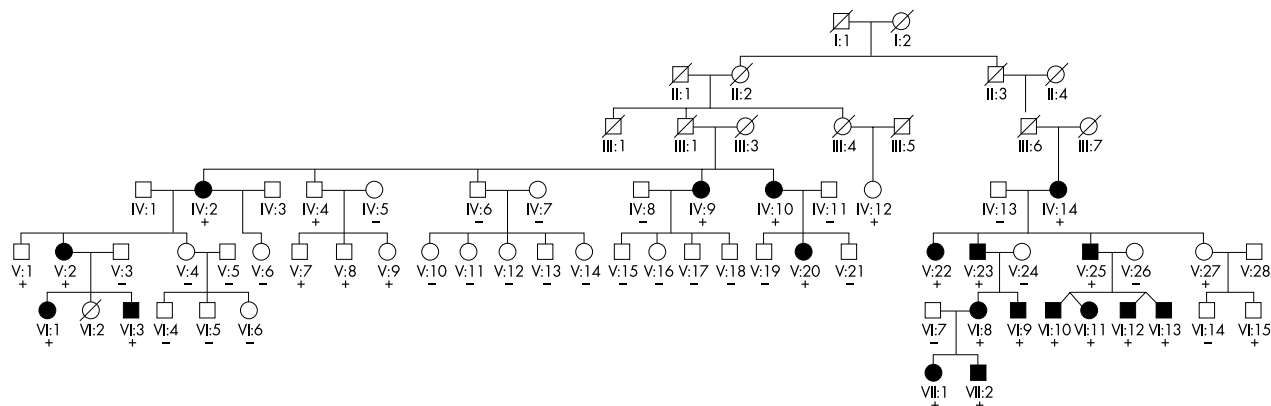 I:1 I:2
II:1 II:2 II:3 II:4
III:1 III:1 III:3 III:4 III:5 III:6 III:7
IV:1 IV:2 IV:3 IV:4 IV:5 IV:6 IV:7 IV:8 IV:9 IV:10 IV:11 IV:12 IV:13 IV:14
+ + − − − − + + − +
V:1 V:2 V:3 V:4 V:5 V:6 V:7 V:8 V:9 V:10 V:11 V:12 V:13 V:14 V:15 V:16 V:17 V:18 V:19 V:20 V:21 V:22 V:23 V:24 V:25 V:26 V:27 V:28
+ + − − − − + + + − − − − − − − − − − + − + + − + − +
VI:1 VI:2 VI:3 VI:4 VI:5 VI:6 VI:7 VI:8 VI:9 VI:10 VI:11 VI:12 VI:13 VI:14 VI:15
+ + − − − − + + + + + + − +
VII:1 VII:2
+ +